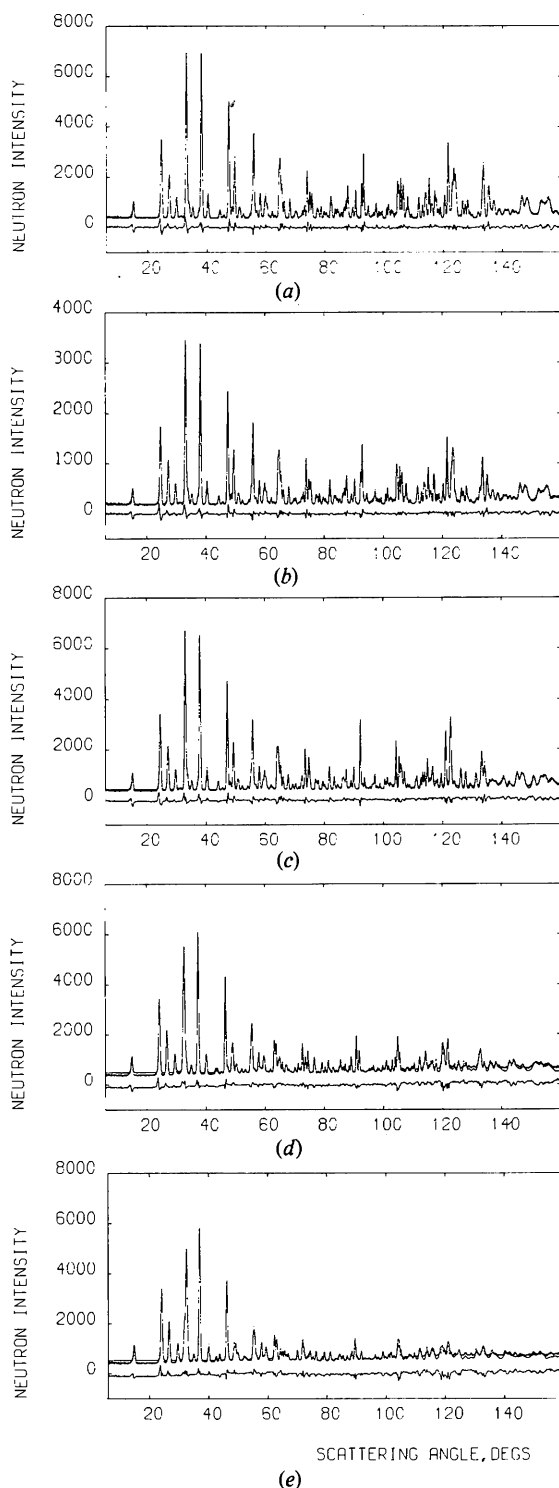 8000
6000
4000
2000
0
NEUTRON INTENSITY
20 40 60 80 100 120 140
(a)
4000
3000
2000
1000
0
NEUTRON INTENSITY
20 40 60 80 100 120 140
(b)
8000
6000
4000
2000
0
NEUTRON INTENSITY
20 40 60 80 100 120 140
(c)
8000
6000
4000
2000
0
NEUTRON INTENSITY
20 40 60 80 100 120 140
(d)
8000
6000
4000
2000
0
NEUTRON INTENSITY
20 40 60 80 100 120 140
SCATTERING ANGLE, DEGS
(e)